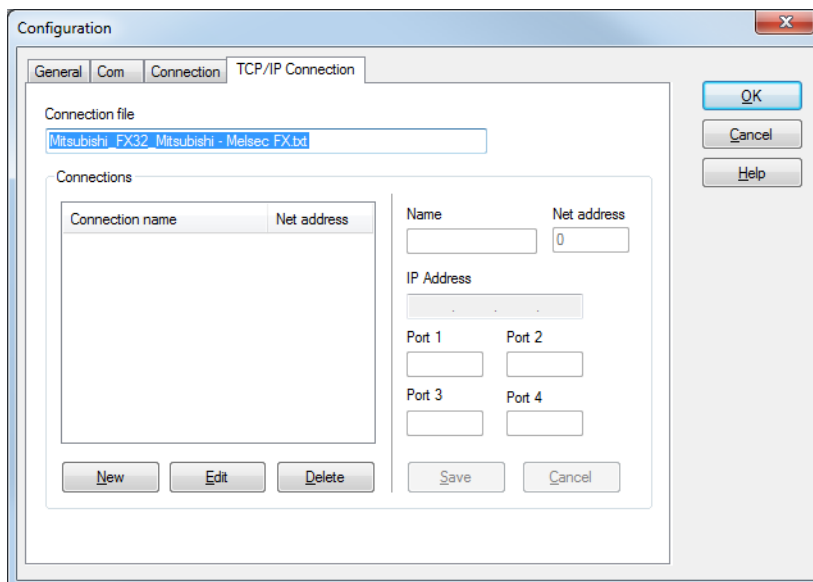 Configuration
General Com Connection TCP/IP Connection
Connection file
Mitsubishi_FX32_Mitsubishi - Melsec FX.txt
Connections
Connection name Net address
Name Net address
0
IP Address
. . .
Port 1 Port 2
Port 3 Port 4
New Edit Delete
Save Cancel
OK
Cancel
Help